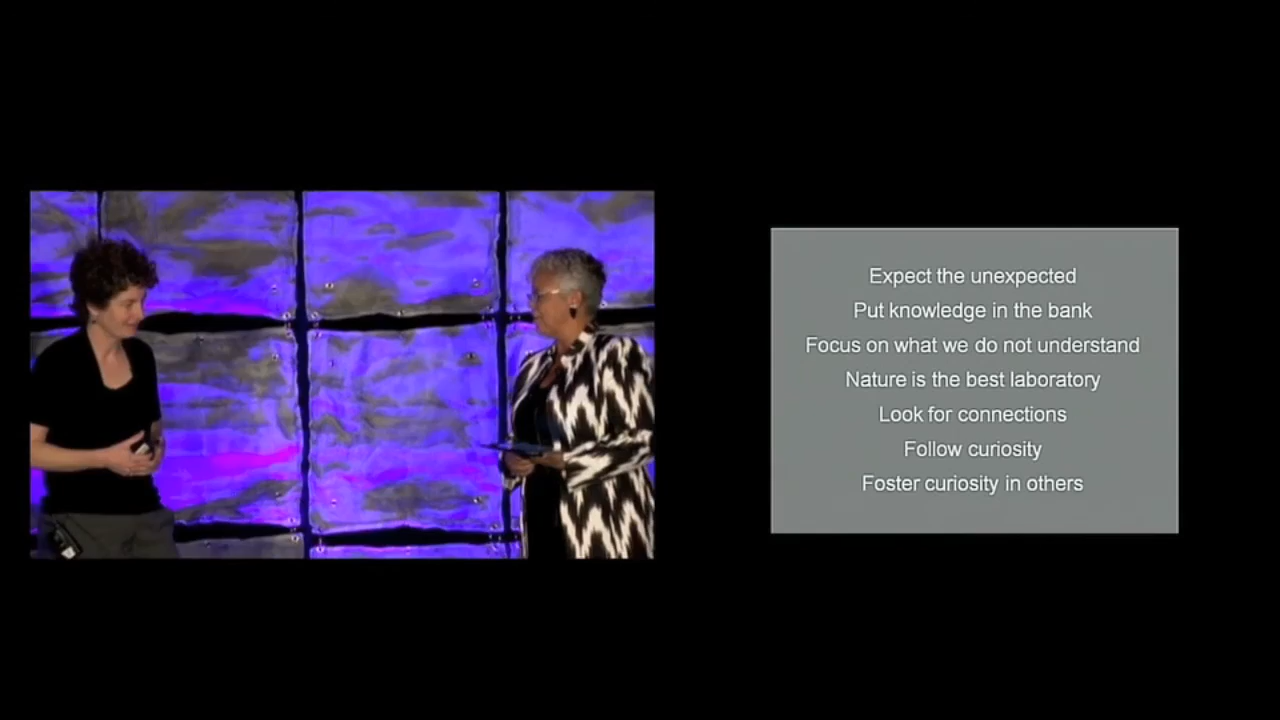 Expect the unexpected
Put knowledge in the bank
Focus on what we do not understand
Nature is the best laboratory
Look for connections
Follow curiosity
Foster curiosity in others